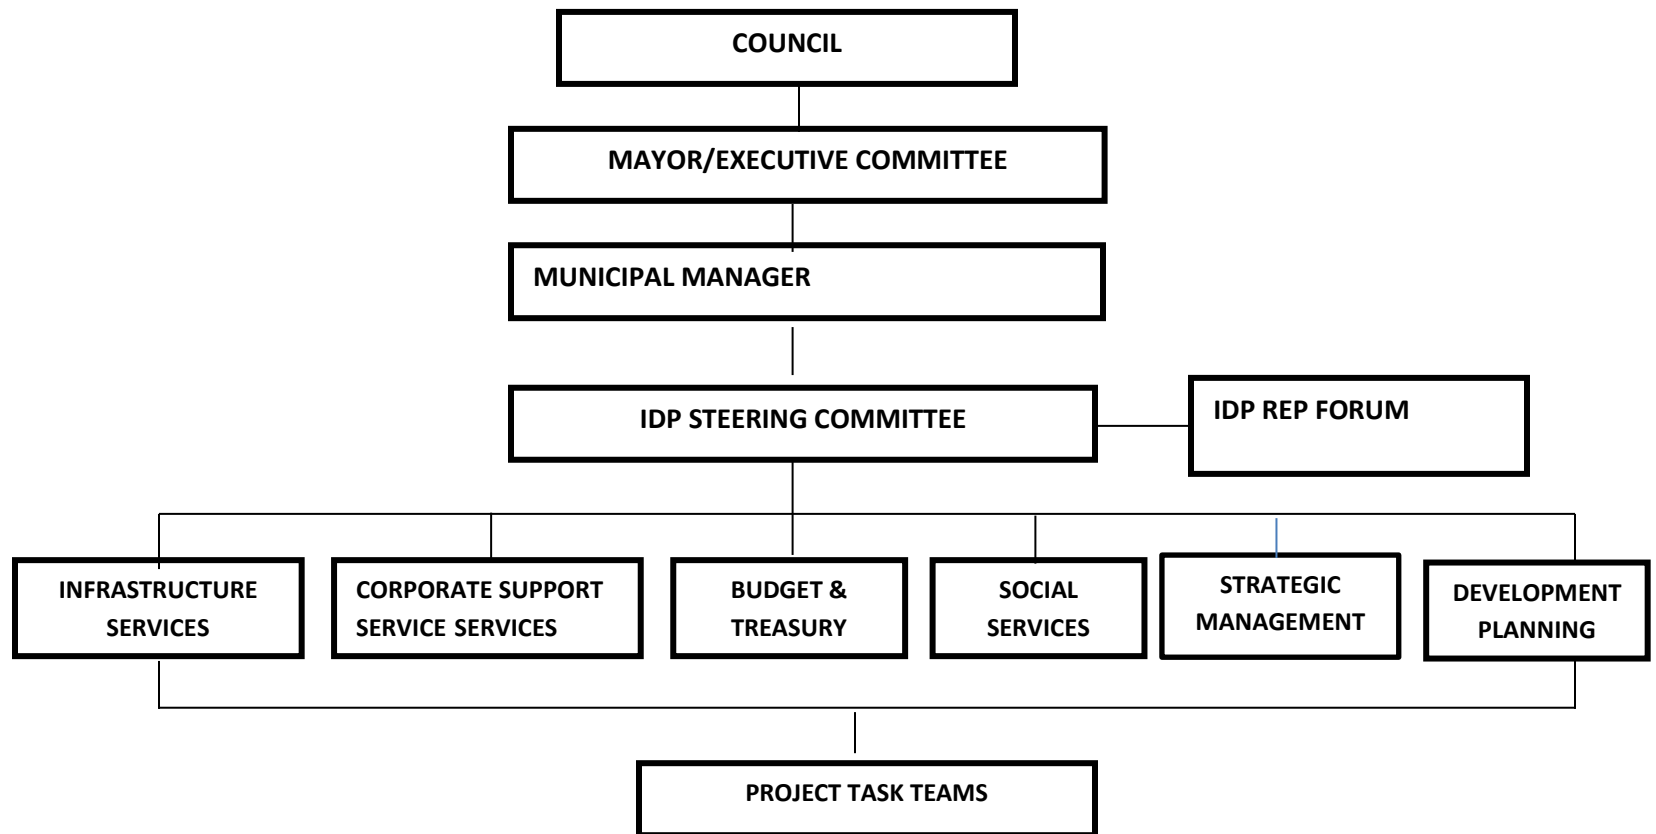 COUNCIL
MAYOR/EXECUTIVE COMMITTEE
MUNICIPAL MANAGER
IDP STEERING COMMITTEE
IDP REP FORUM
INFRASTRUCTURE
SERVICES
CORPORATE SUPPORT
SERVICE SERVICES
BUDGET &
TREASURY
SOCIAL
SERVICES
STRATEGIC
MANAGEMENT
DEVELOPMENT
PLANNING
PROJECT TASK TEAMS